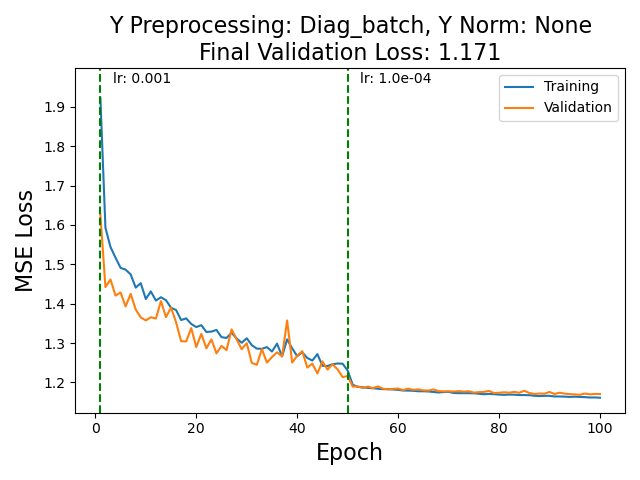 Y Preprocessing: Diag_batch, Y Norm: None
Final Validation Loss: 1.171
lr: 0.001
lr: 1.0e-04
Training
Validation
1.9
1.8
1.7
1.6
1.5
1.4
1.3
1.2
MSE Loss
0
20
40
60
80
100
Epoch